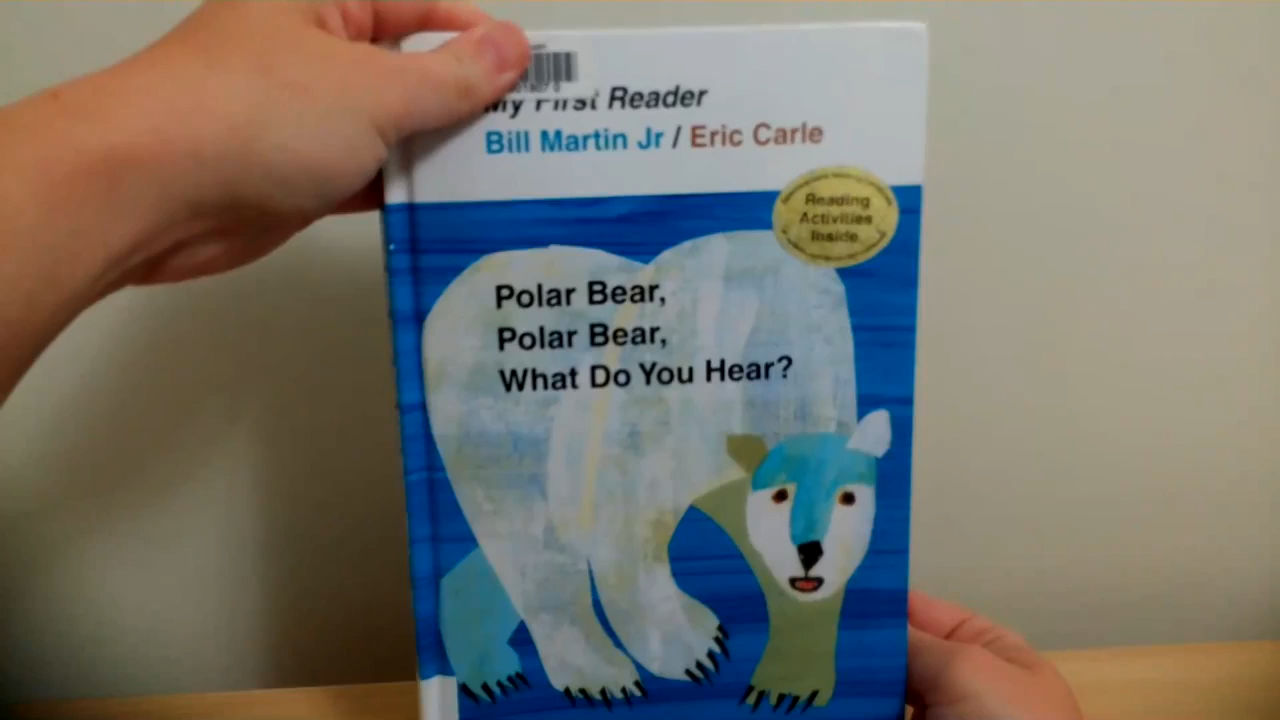 My First Reader
Bill Martin Jr / Eric Carle
Reading
Activities
Inside
Polar Bear,
Polar Bear,
What Do You Hear?